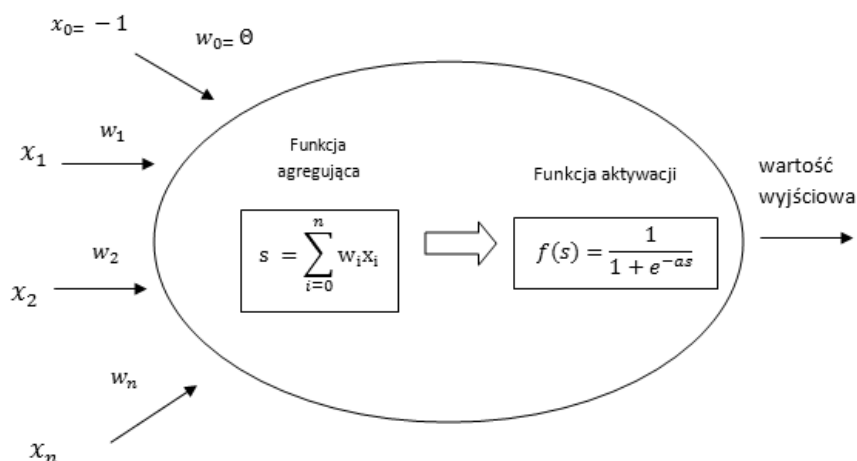 x₀₌ −1
w₀₌ Θ
w₁
x₁
w₂
x₂
wₙ
xₙ
Funkcja
agregująca
s = ∑ᵢ₌₀ⁿ wᵢxᵢ
Funkcja aktywacji
f(s) = 1 / (1 + e⁻ᵃˢ)
wartość
wyjściowa